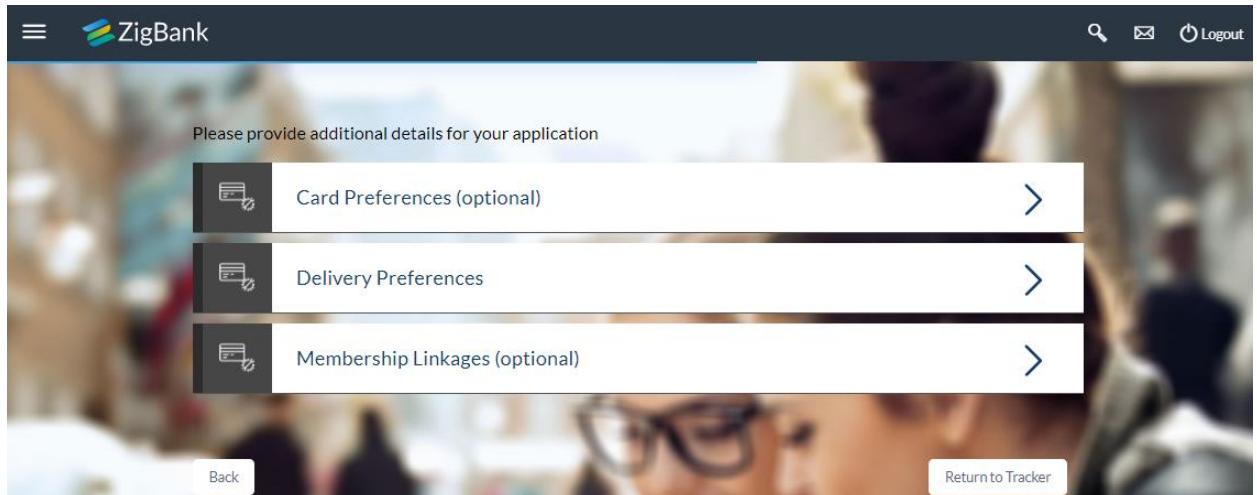 ZigBank
Logout
Please provide additional details for your application
Card Preferences (optional)
Delivery Preferences
Membership Linkages (optional)
Back
Return to Tracker